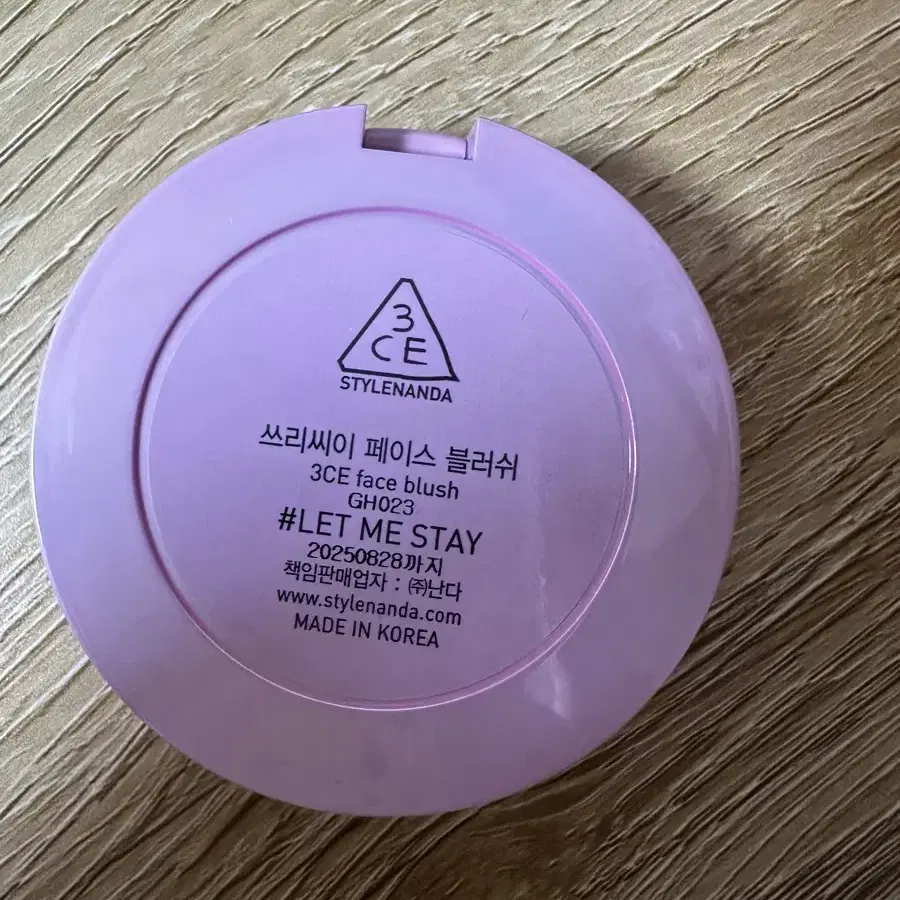 3
CE
STYLENANDA
쓰리씨이 페이스 블러쉬
3CE face blush
GH023
#LET ME STAY
20250828까지
책임판매업자 : ㈜난다
www.stylenanda.com
MADE IN KOREA